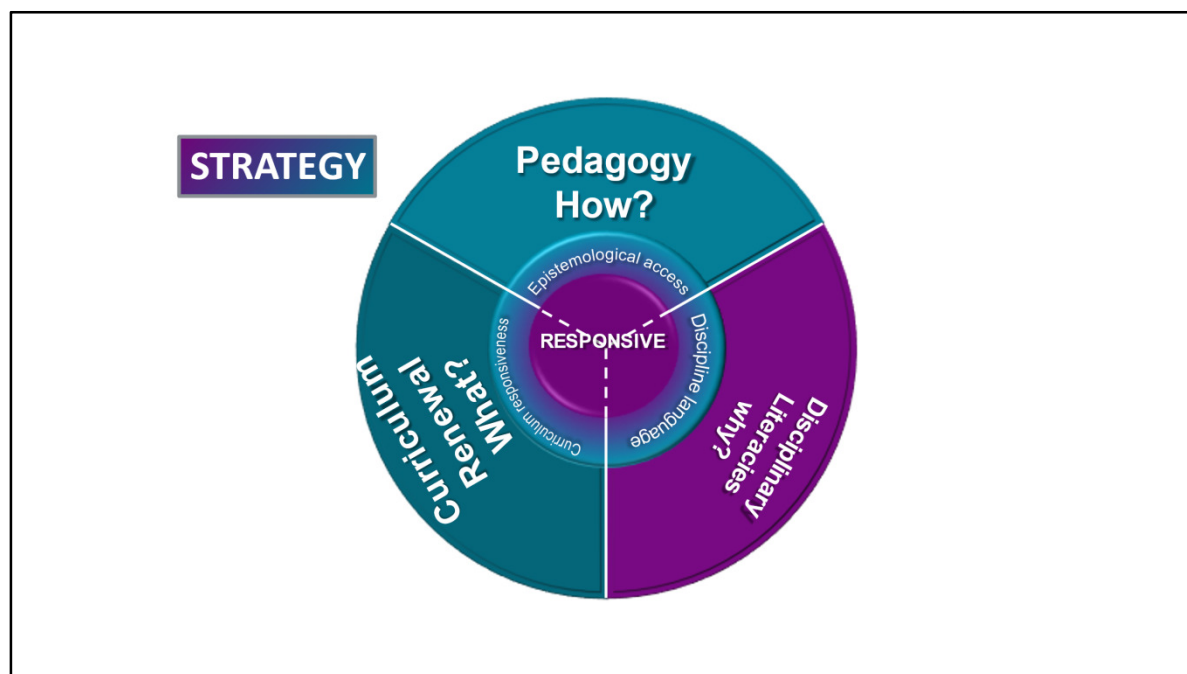 STRATEGY
Pedagogy
How?
Epistemological access
RESPONSIVE
Discipline language
Curriculum responsiveness
Curriculum
Renewal
What?
Disciplinary
Literacies
why?